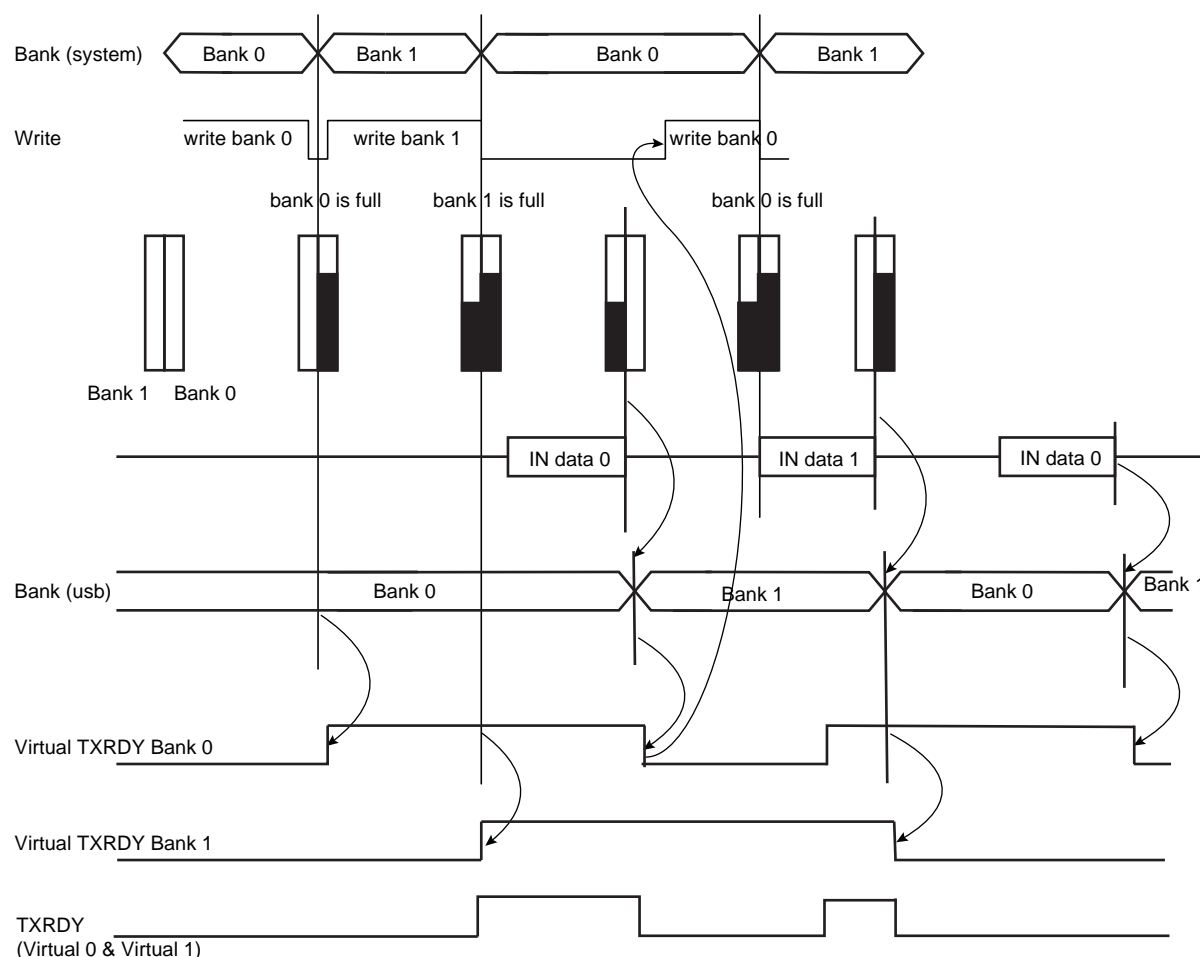 Bank (system)
Bank 0
Bank 1
Bank 0
Bank 1
Write
write bank 0
write bank 1
write bank 0
bank 0 is full
bank 1 is full
bank 0 is full
Bank 1
Bank 0
IN data 0
IN data 1
IN data 0
Bank (usb)
Bank 0
Bank 1
Bank 0
Bank 1
Virtual TXRDY Bank 0
Virtual TXRDY Bank 1
TXRDY
(Virtual 0 & Virtual 1)